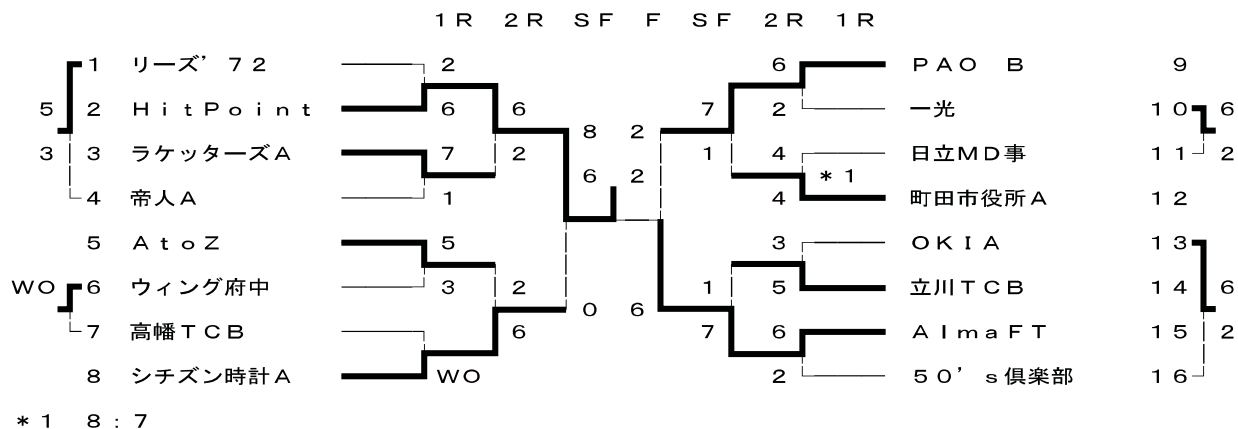 1R 2R SF F SF 2R 1R
1 リーズ’72 2 6 PAO B 9
5 2 HitPoint 6 6 7 2 一光 10 6
8 2
3 3 ラケッターズA 7 2 1 4 日立MD事 11 2
6 2 *1
4 帝人A 1 4 町田市役所A 12
5 AtoZ 5 3 OKIA 13
WO 6 ウィング府中 3 2 1 5 立川TCB 14 6
0 6
7 高幡TCB 6 7 6 AlmaFT 15 2
8 シチズン時計A WO 2 50’s倶楽部 16
*1 8:7